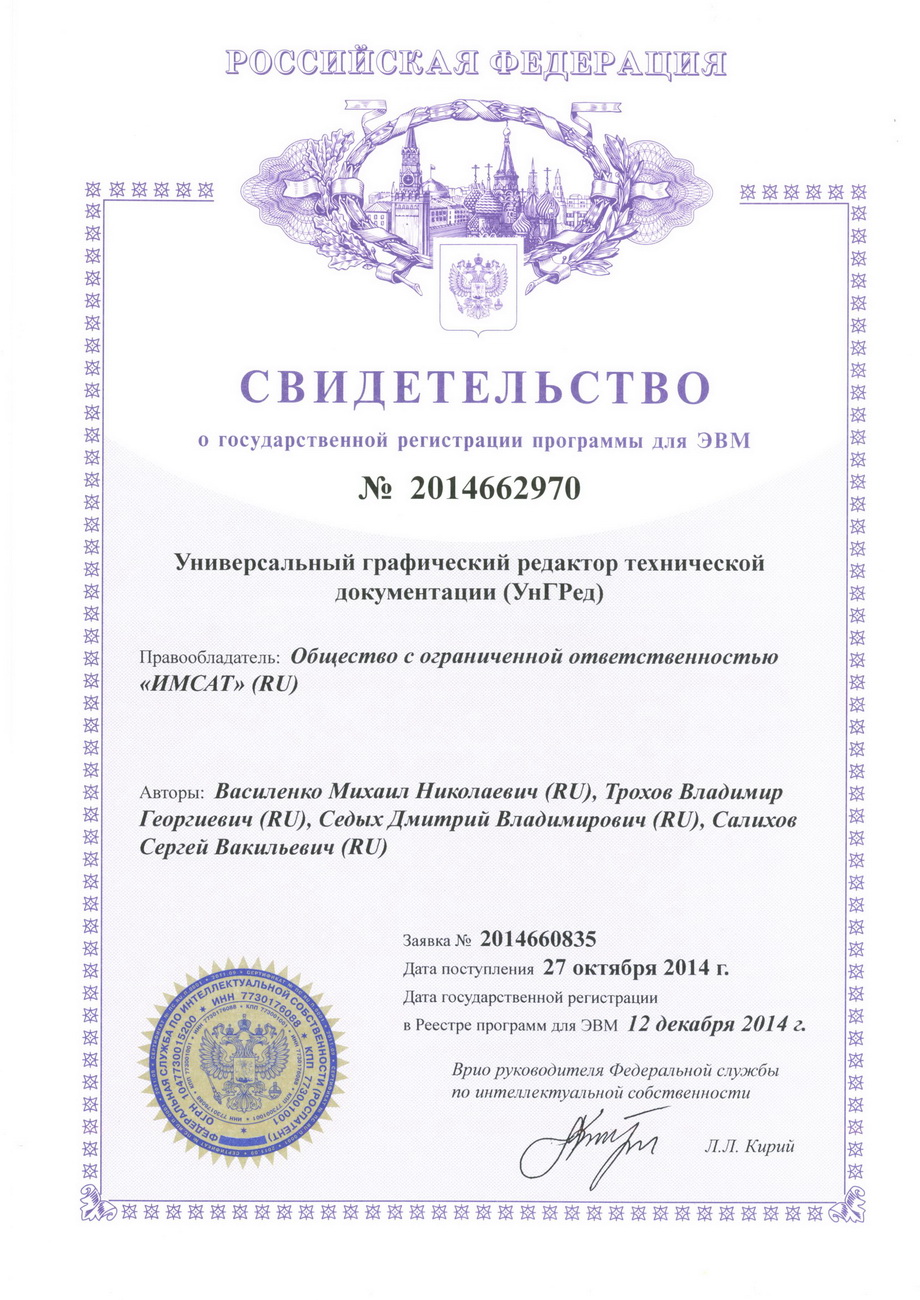 РОССИЙСКАЯ ФЕДЕРАЦИЯ
СВИДЕТЕЛЬСТВО
о государственной регистрации программы для ЭВМ
№ 2014662970
Универсальный графический редактор технической
документации (УнГРед)
Правообладатель: Общество с ограниченной ответственностью
«ИМСАТ» (RU)
Авторы: Василенко Михаил Николаевич (RU), Трохов Владимир
Георгиевич (RU), Седых Дмитрий Владимирович (RU), Салихов
Сергей Вакильевич (RU)
Заявка № 2014660835
Дата поступления 27 октября 2014 г.
Дата государственной регистрации
в Реестре программ для ЭВМ 12 декабря 2014 г.
Врио руководителя Федеральной службы
по интеллектуальной собственности
Л.Л. Кирий
ФЕДЕРАЛЬНАЯ СЛУЖБА ПО ИНТЕЛЛЕКТУАЛЬНОЙ СОБСТВЕННОСТИ (РОСПАТЕНТ)
ОГРН 1047730015200 * ИНН 7730176088 * КПП 773001001